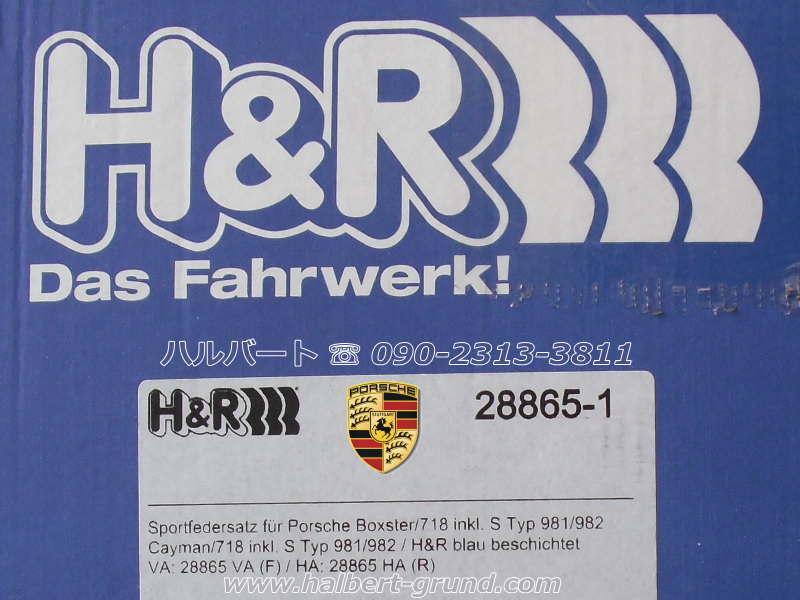 H&R
Das Fahrwerk!
ハルバート ☎ 090-2313-3811
H&R PORSCHE STUTTGART 28865-1
Sportfedersatz für Porsche Boxster/718 inkl. S Typ 981/982
Cayman/718 inkl. S Typ 981/982 / H&R blau beschichtet
VA: 28865 VA (F) / HA: 28865 HA (R)
www.halbert-grund.com